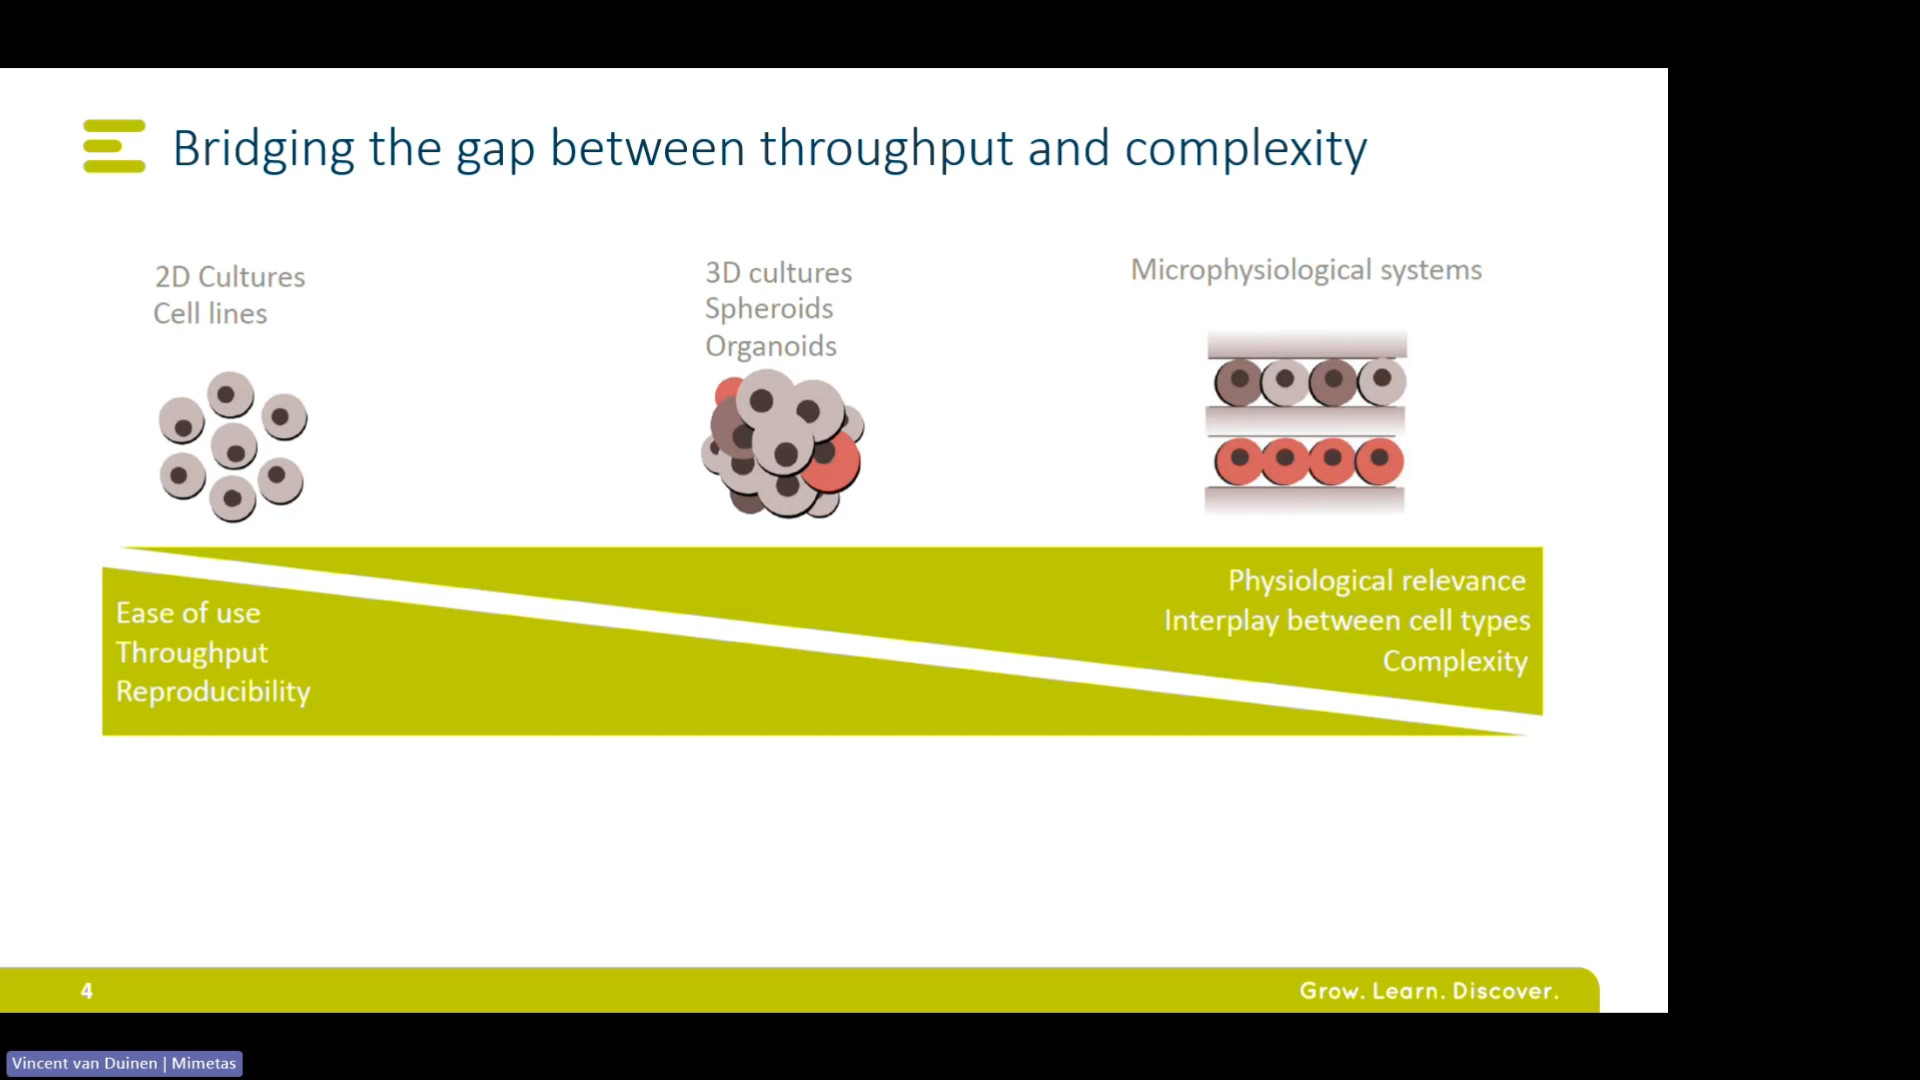 Bridging the gap between throughput and complexity
2D Cultures
Cell lines
3D cultures
Spheroids
Organoids
Microphysiological systems
Ease of use
Throughput
Reproducibility
Physiological relevance
Interplay between cell types
Complexity
4
Grow. Learn. Discover.
Vincent van Duinen | Mimetas